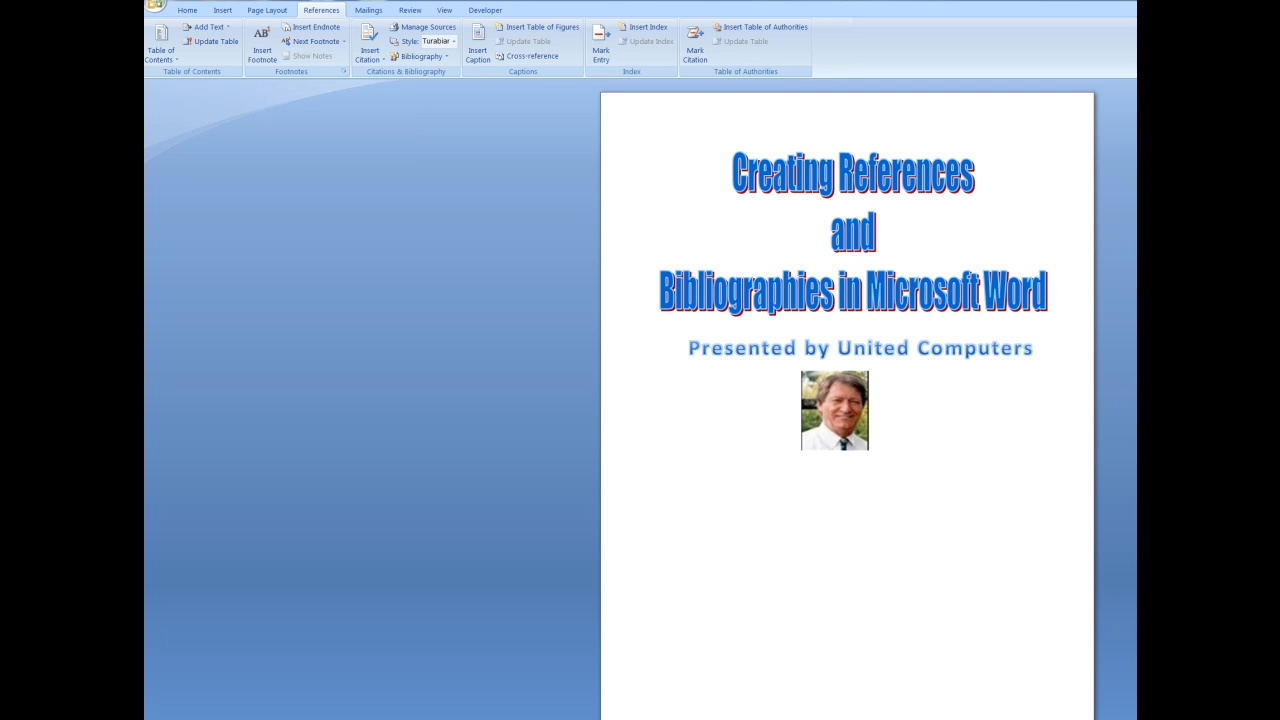 Home Insert Page Layout References Mailings Review View Developer
Table of Contents
Add Text
Update Table
Table of Contents
AB¹
Insert Footnote
Insert Endnote
Next Footnote
Show Notes
Footnotes
Insert Citation
Manage Sources
Style: Turabiar
Bibliography
Citations & Bibliography
Insert Caption
Insert Table of Figures
Update Table
Cross-reference
Captions
Mark Entry
Insert Index
Update Index
Index
Mark Citation
Insert Table of Authorities
Update Table
Table of Authorities
Creating References
and
Bibliographies in Microsoft Word
Presented by United Computers